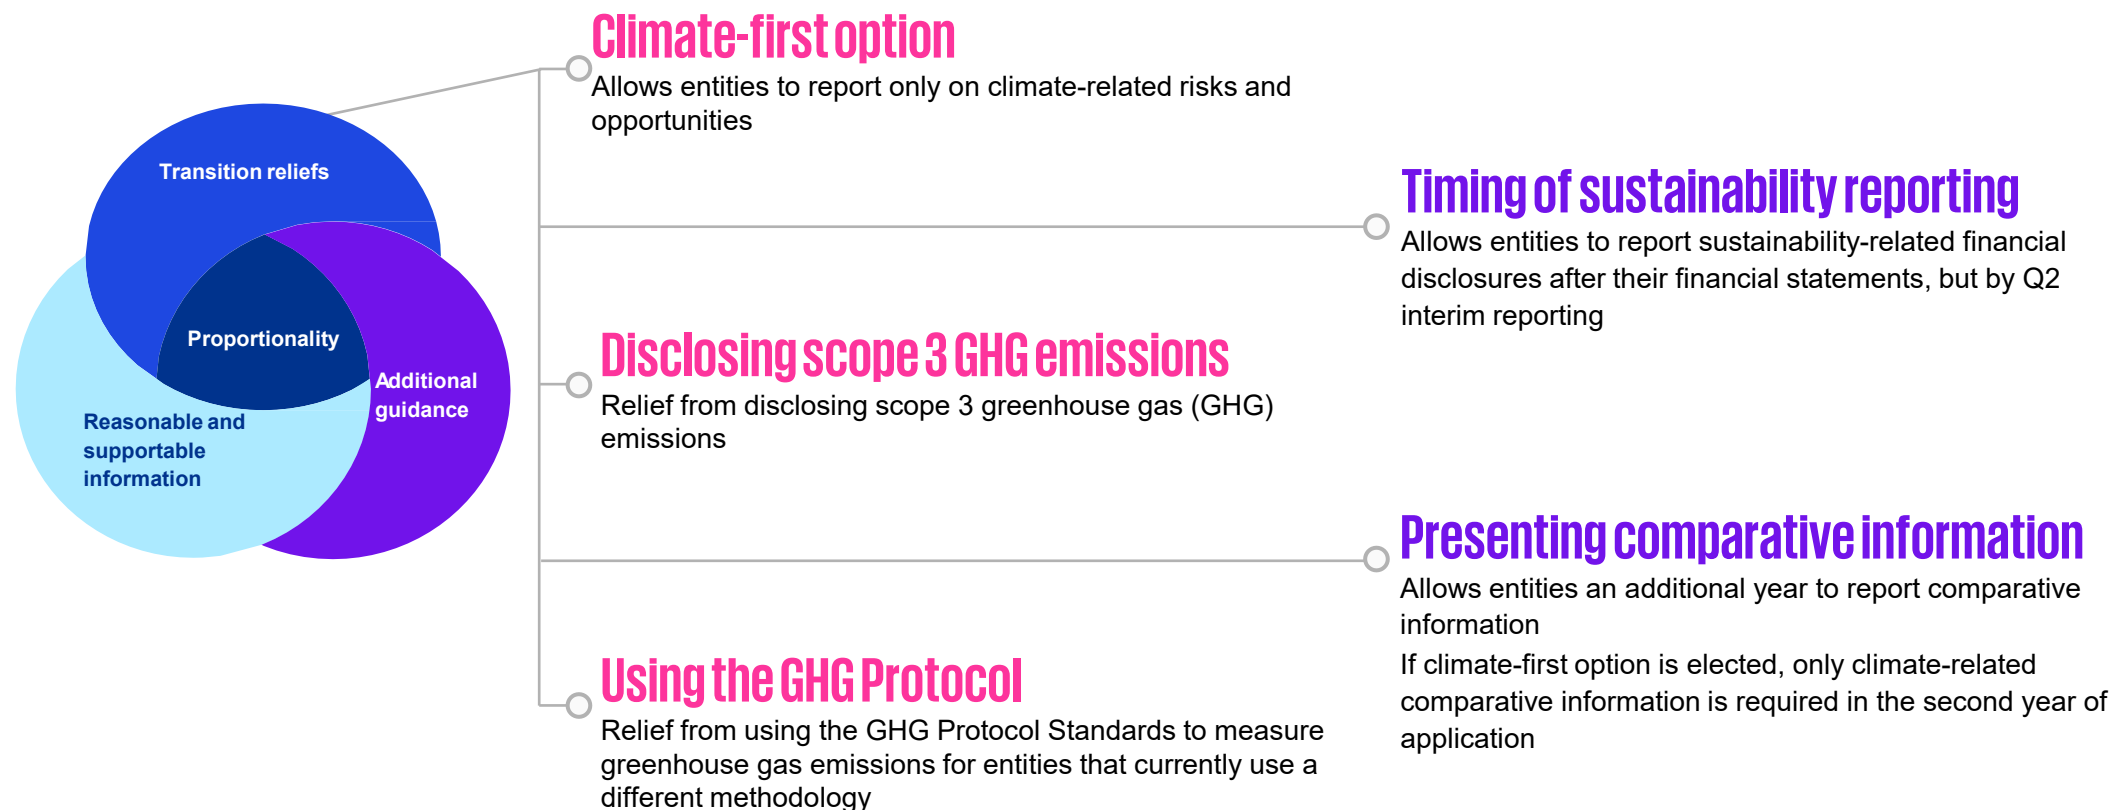 Climate-first option
Allows entities to report only on climate-related risks and
opportunities
Transition reliefs
Proportionality
Additional
guidance
Reasonable and
supportable
information
Timing of sustainability reporting
Allows entities to report sustainability-related financial
disclosures after their financial statements, but by Q2
interim reporting
Disclosing scope 3 GHG emissions
Relief from disclosing scope 3 greenhouse gas (GHG)
emissions
Presenting comparative information
Allows entities an additional year to report comparative
information
If climate-first option is elected, only climate-related
comparative information is required in the second year of
application
Using the GHG Protocol
Relief from using the GHG Protocol Standards to measure
greenhouse gas emissions for entities that currently use a
different methodology